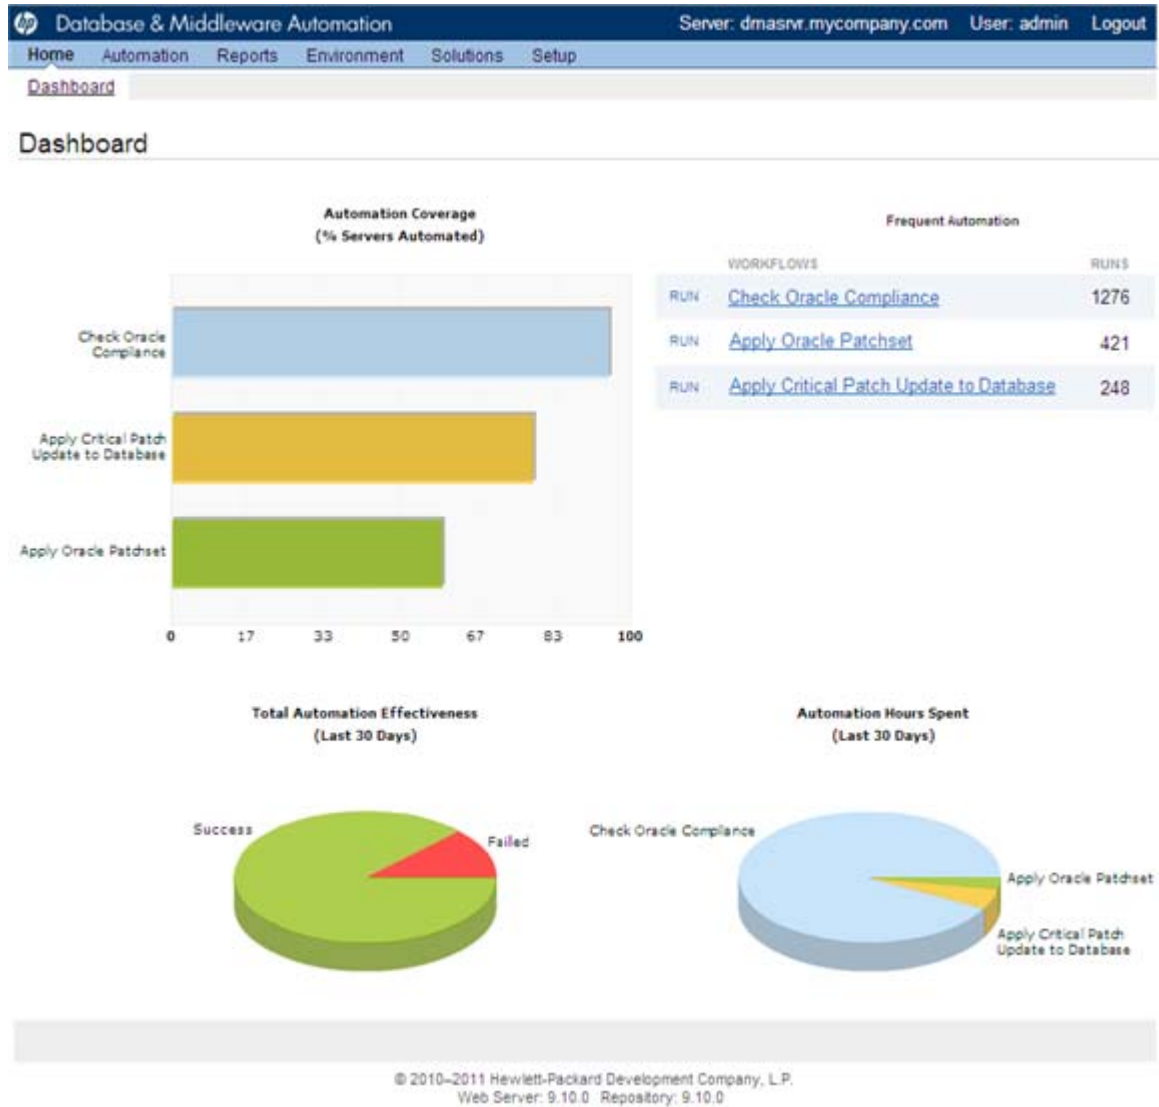 hp Database & Middleware Automation Server: dmasrvr.mycompany.com User: admin Logout
Home Automation Reports Environment Solutions Setup
Dashboard
Dashboard
Automation Coverage
(% Servers Automated)
Check Oracle
Compliance
Apply Critical Patch
Update to Database
Apply Oracle Patchset
0 17 33 50 67 83 100
Frequent Automation
WORKFLOWS RUNS
RUN Check Oracle Compliance 1276
RUN Apply Oracle Patchset 421
RUN Apply Critical Patch Update to Database 248
Total Automation Effectiveness
(Last 30 Days)
Success
Failed
Automation Hours Spent
(Last 30 Days)
Check Oracle Compliance
Apply Oracle Patchset
Apply Critical Patch
Update to Database
© 2010–2011 Hewlett-Packard Development Company, L.P.
Web Server: 9.10.0 Repository: 9.10.0